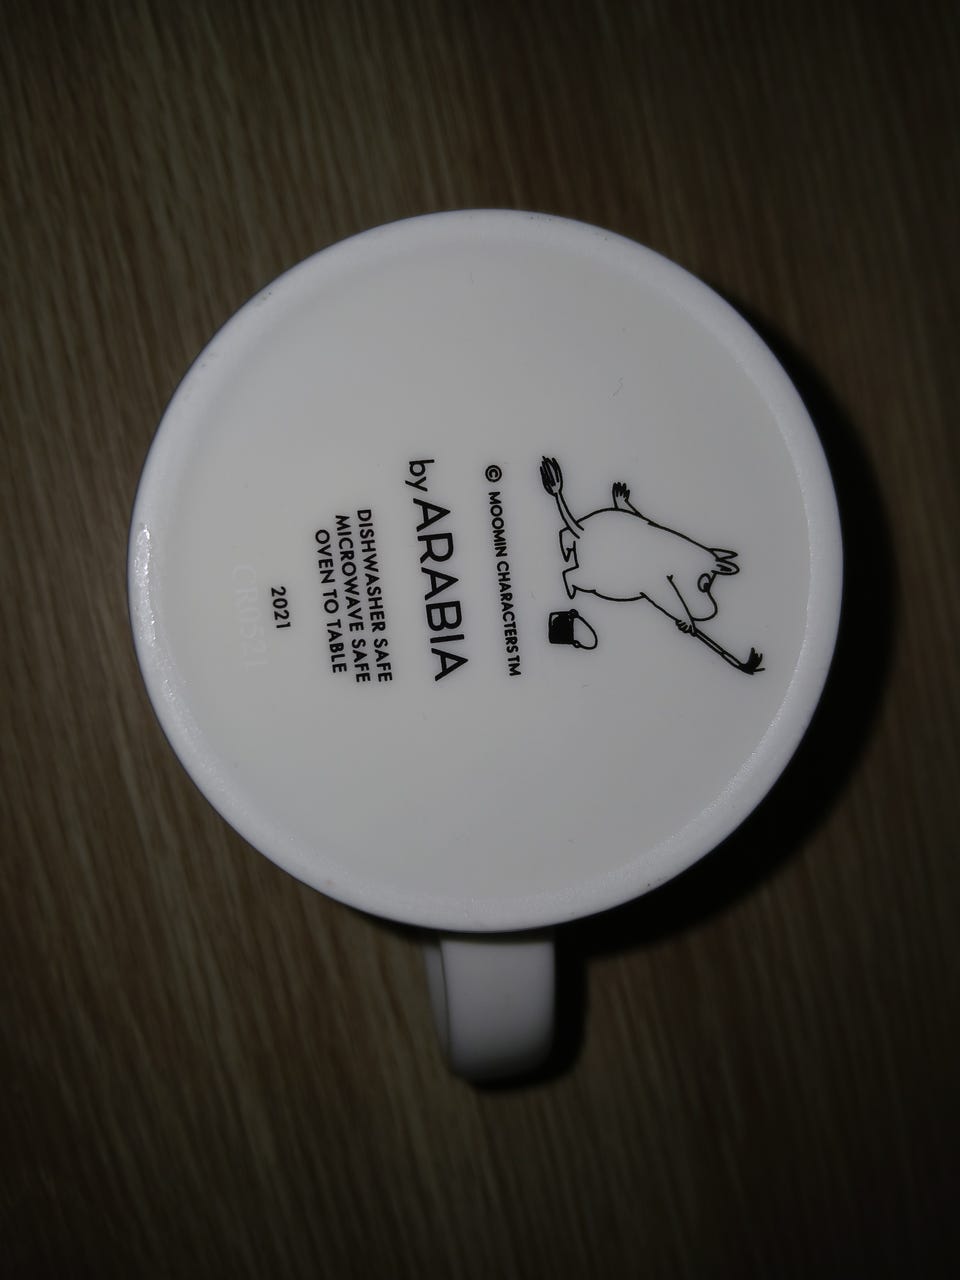 © MOOMIN CHARACTERS TM
by ARABIA
DISHWASHER SAFE
MICROWAVE SAFE
OVEN TO TABLE
2021